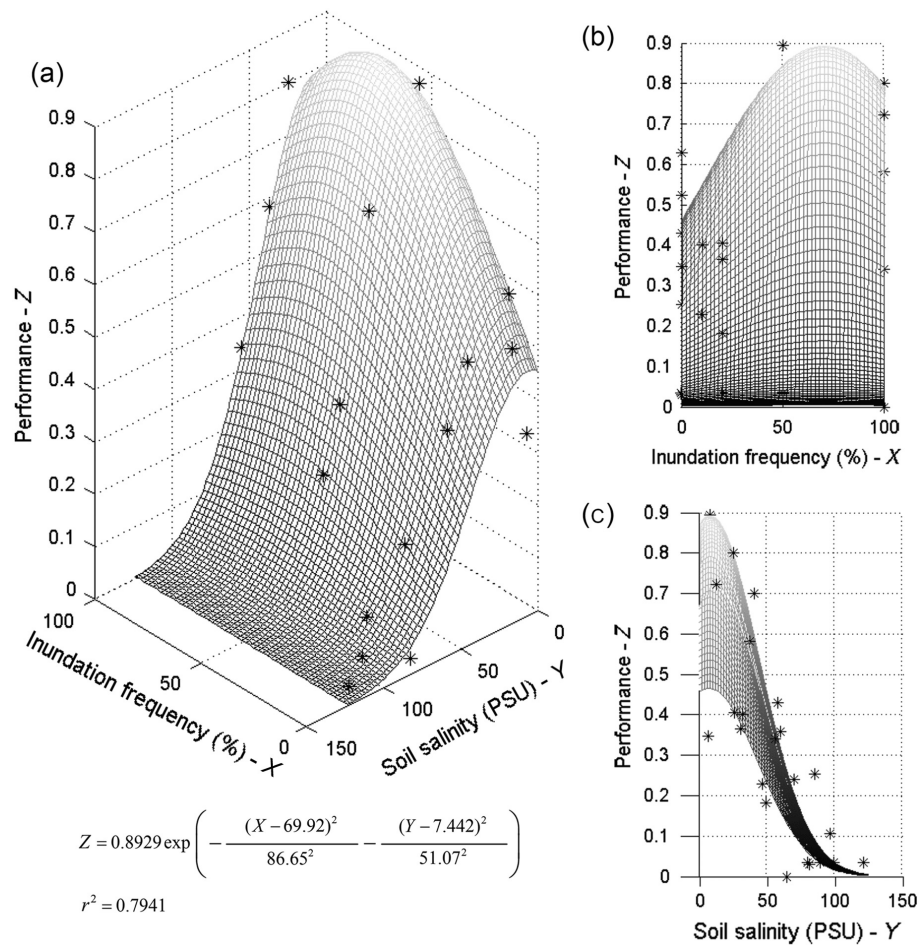 (a)
0.9
0.8
0.7
0.6
0.5
0.4
0.3
0.2
0.1
0
Performance - Z
100
50
0
Inundation frequency (%) - X
150
100
50
0
Soil salinity (PSU) - Y
(b)
0.9
0.8
0.7
0.6
0.5
0.4
0.3
0.2
0.1
0
Performance - Z
0 50 100
Inundation frequency (%) - X
(c)
0.9
0.8
0.7
0.6
0.5
0.4
0.3
0.2
0.1
0
Performance - Z
0 50 100 150
Soil salinity (PSU) - Y
Z = 0.8929 exp ( − (X − 69.92)² / 86.65² − (Y − 7.442)² / 51.07² )
r² = 0.7941